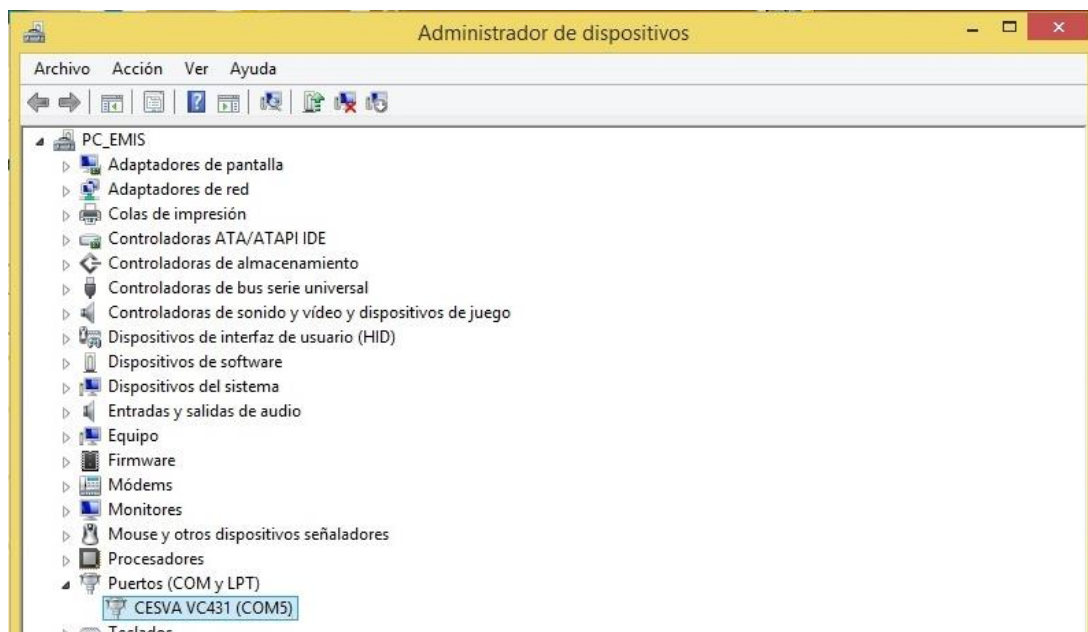 Administrador de dispositivos
Archivo Acción Ver Ayuda
PC_EMIS
Adaptadores de pantalla
Adaptadores de red
Colas de impresión
Controladoras ATA/ATAPI IDE
Controladoras de almacenamiento
Controladoras de bus serie universal
Controladoras de sonido y vídeo y dispositivos de juego
Dispositivos de interfaz de usuario (HID)
Dispositivos de software
Dispositivos del sistema
Entradas y salidas de audio
Equipo
Firmware
Módems
Monitores
Mouse y otros dispositivos señaladores
Procesadores
Puertos (COM y LPT)
CESVA VC431 (COM5)
Teclados